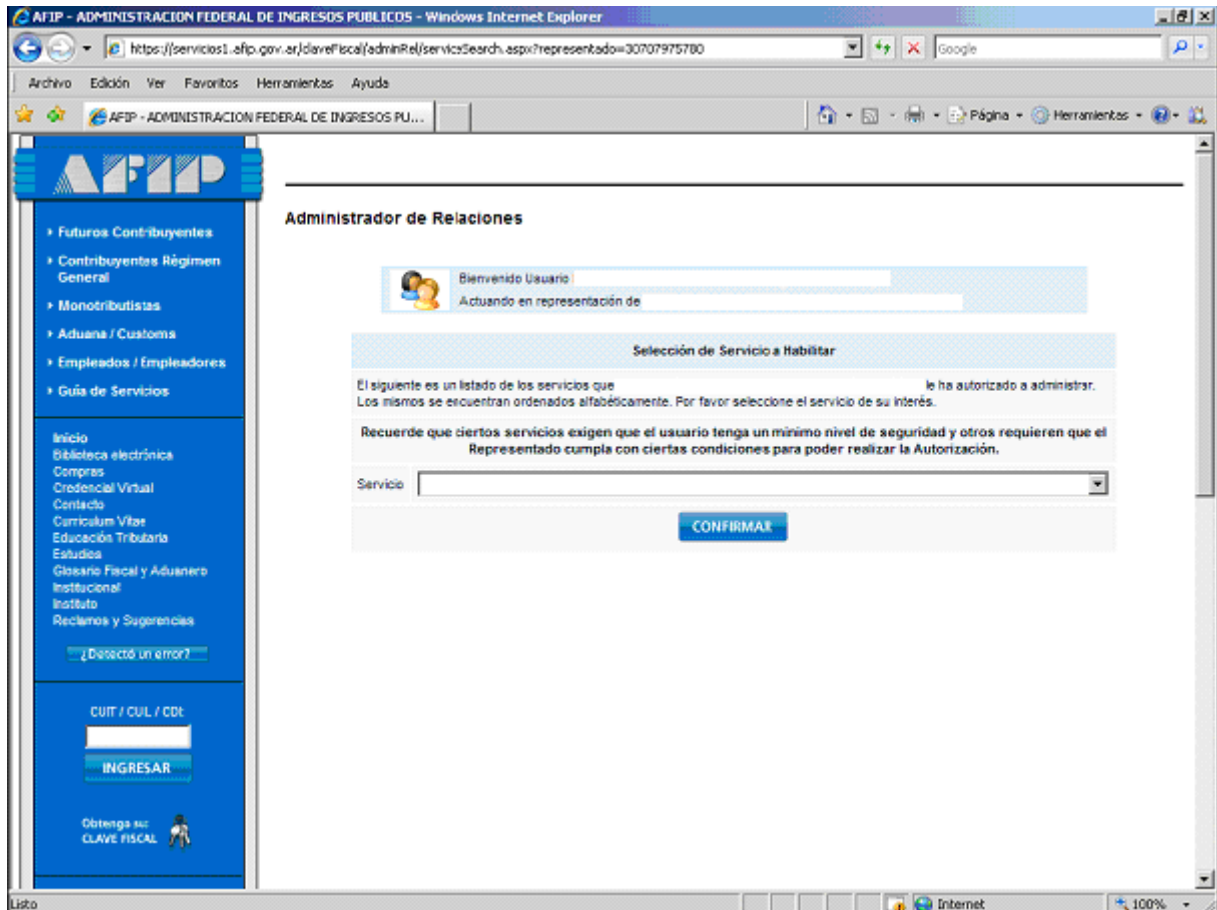 AFIP - ADMINISTRACION FEDERAL DE INGRESOS PUBLICOS - Windows Internet Explorer
https://servicios1.afip.gov.ar/claveFiscal/adminRel/serviceSearch.aspx?representado=30707975780
Google
Archivo Edición Ver Favoritos Herramientas Ayuda
AFIP - ADMINISTRACION FEDERAL DE INGRESOS PU...
Página Herramientas
AFIP
Futuros Contribuyentes
Contribuyentes Régimen
General
Monotributistas
Aduana / Customs
Empleados / Empleadores
Guía de Servicios
Inicio
Biblioteca electrónica
Compras
Credencial Virtual
Contacto
Curriculum Vitae
Educación Tributaria
Estudios
Glosario Fiscal y Aduanero
Institucional
Instituto
Reclamos y Sugerencias
¿Detectó un error?
CUIT / CUIL / CDI:
INGRESAR
Obtenga su:
CLAVE FISCAL
Administrador de Relaciones
Bienvenido Usuario
Actuando en representación de
Selección de Servicio a Habilitar
El siguiente es un listado de los servicios que le ha autorizado a administrar.
Los mismos se encuentran ordenados alfabéticamente. Por favor seleccione el servicio de su interés.
Recuerde que ciertos servicios exigen que el usuario tenga un mínimo nivel de seguridad y otros requieren que el
Representado cumpla con ciertas condiciones para poder realizar la Autorización.
Servicio
CONFIRMAR
Listo
Internet
100%